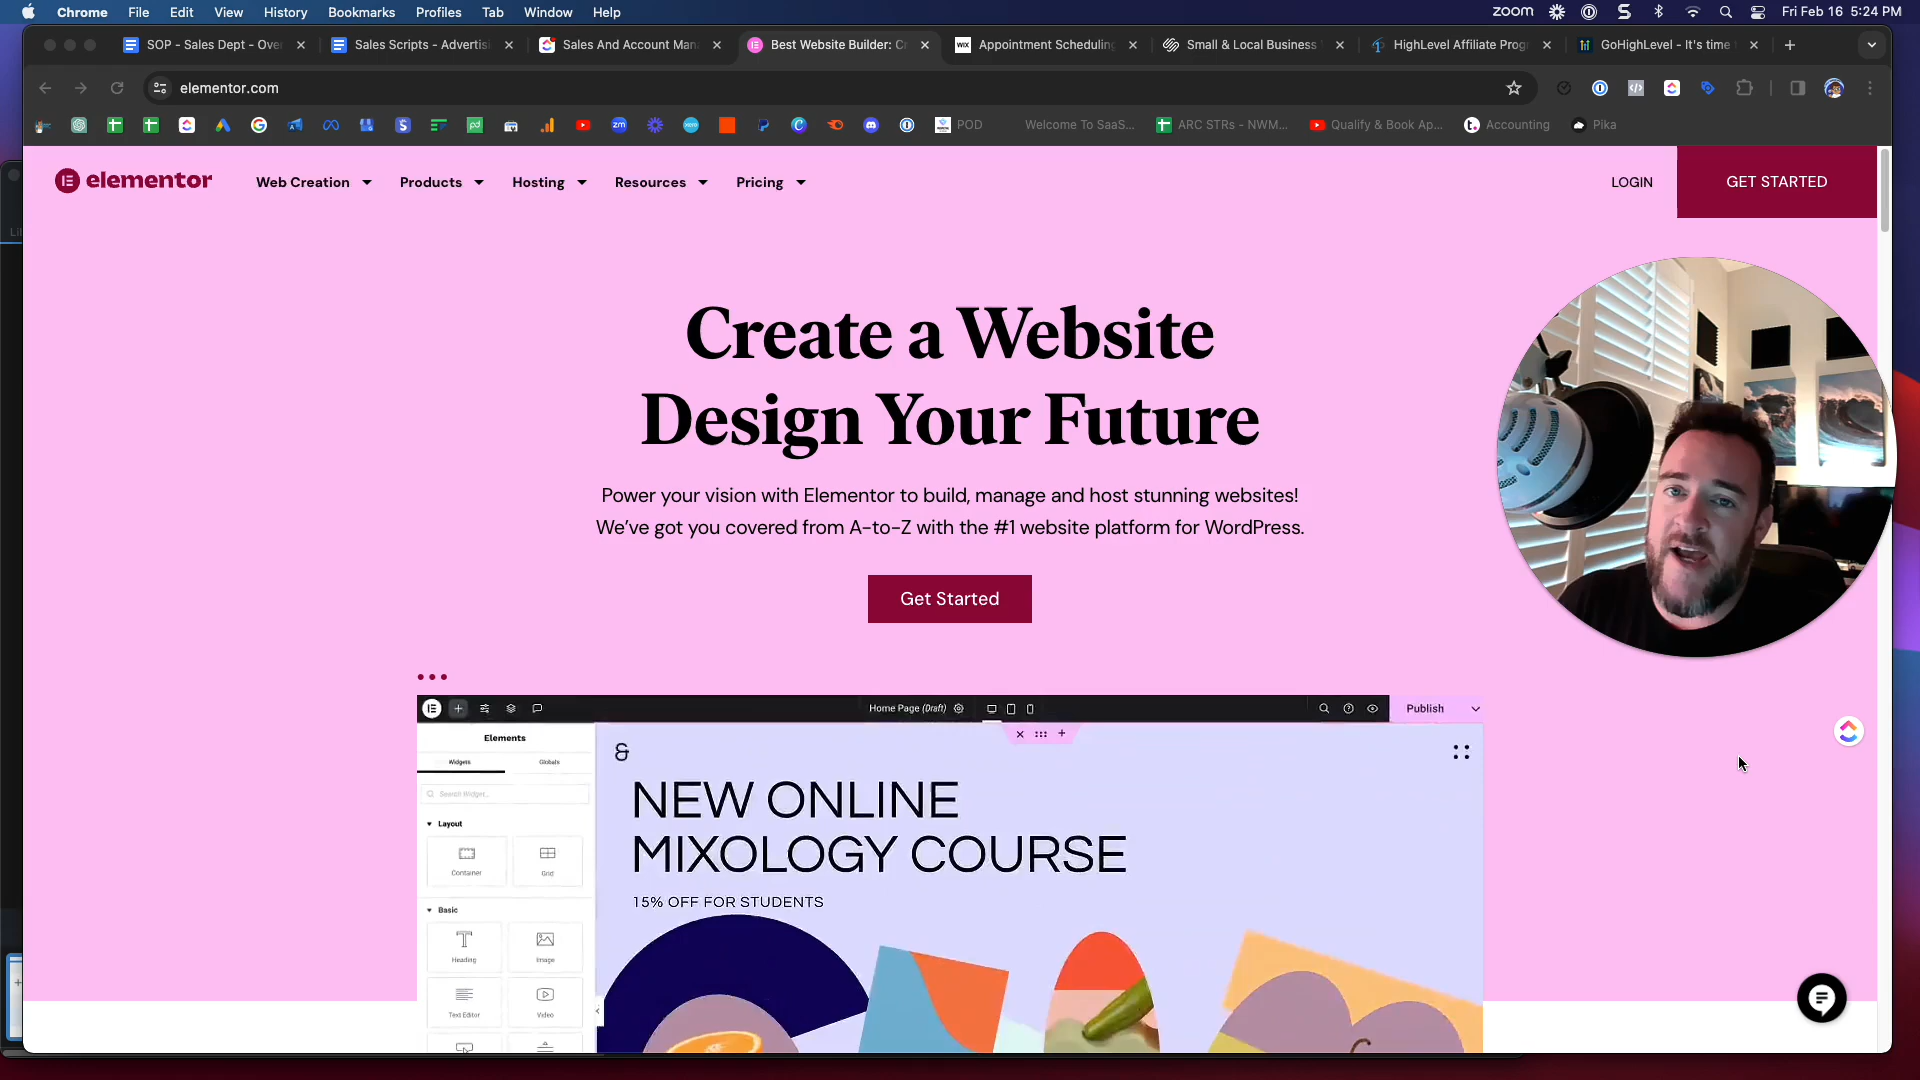 Chrome File Edit View History Bookmarks Profiles Tab Window Help zoom Fri Feb 16 5:24 PM
SOP - Sales Dept - Over Sales Scripts - Advertisi Sales And Account Man Best Website Builder: C Appointment Scheduling Small & Local Business HighLevel Affiliate Prog GoHighLevel - It's time
elementor.com
POD Welcome To SaaS... ARC STRs - NWM... Qualify & Book Ap... Accounting Pika
elementor Web Creation Products Hosting Resources Pricing LOGIN GET STARTED
Create a Website
Design Your Future
Power your vision with Elementor to build, manage and host stunning websites!
We've got you covered from A-to-Z with the #1 website platform for WordPress.
Get Started
Home Page (Draft) Publish
Elements
Widgets Globals
Search Widget...
Layout
Container Grid
Basic
Heading Image
Text Editor Video
&
NEW ONLINE
MIXOLOGY COURSE
15% OFF FOR STUDENTS